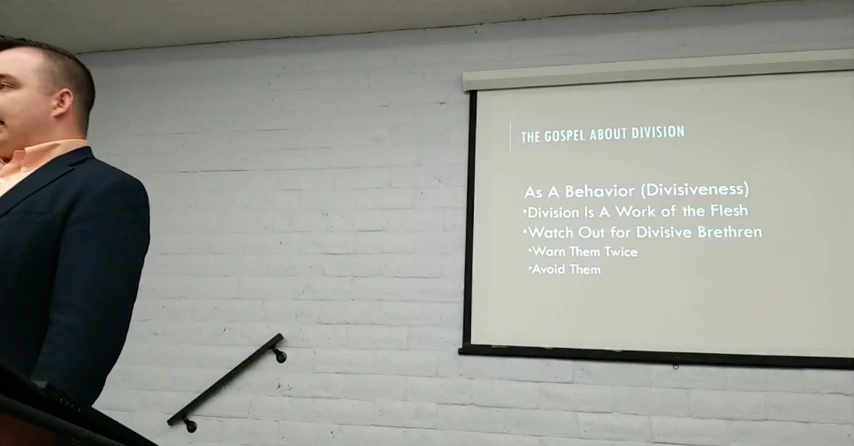 THE GOSPEL ABOUT DIVISION
As A Behavior (Divisiveness)
•Division Is A Work of the Flesh
•Watch Out for Divisive Brethren
•Warn Them Twice
•Avoid Them